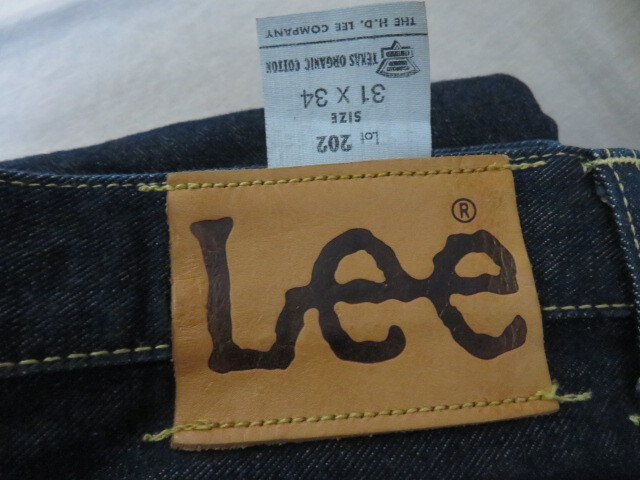 Lot 202
SIZE
31 X 34
TEXAS ORGANIC COTTON
THE H.D. LEE COMPANY
Lee ®